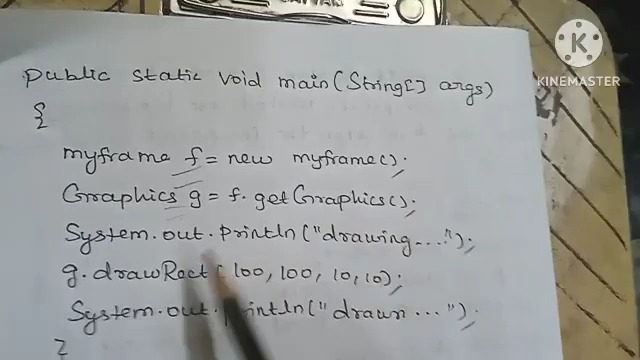 K
KINEMASTER
public static void main(String[] args)
{
myframe f = new myframe();
Graphics g = f.getGraphics();
System.out.println("drawing...");
g.drawRect(100, 100, 10, 10);
System.out.println("drawn...");
}